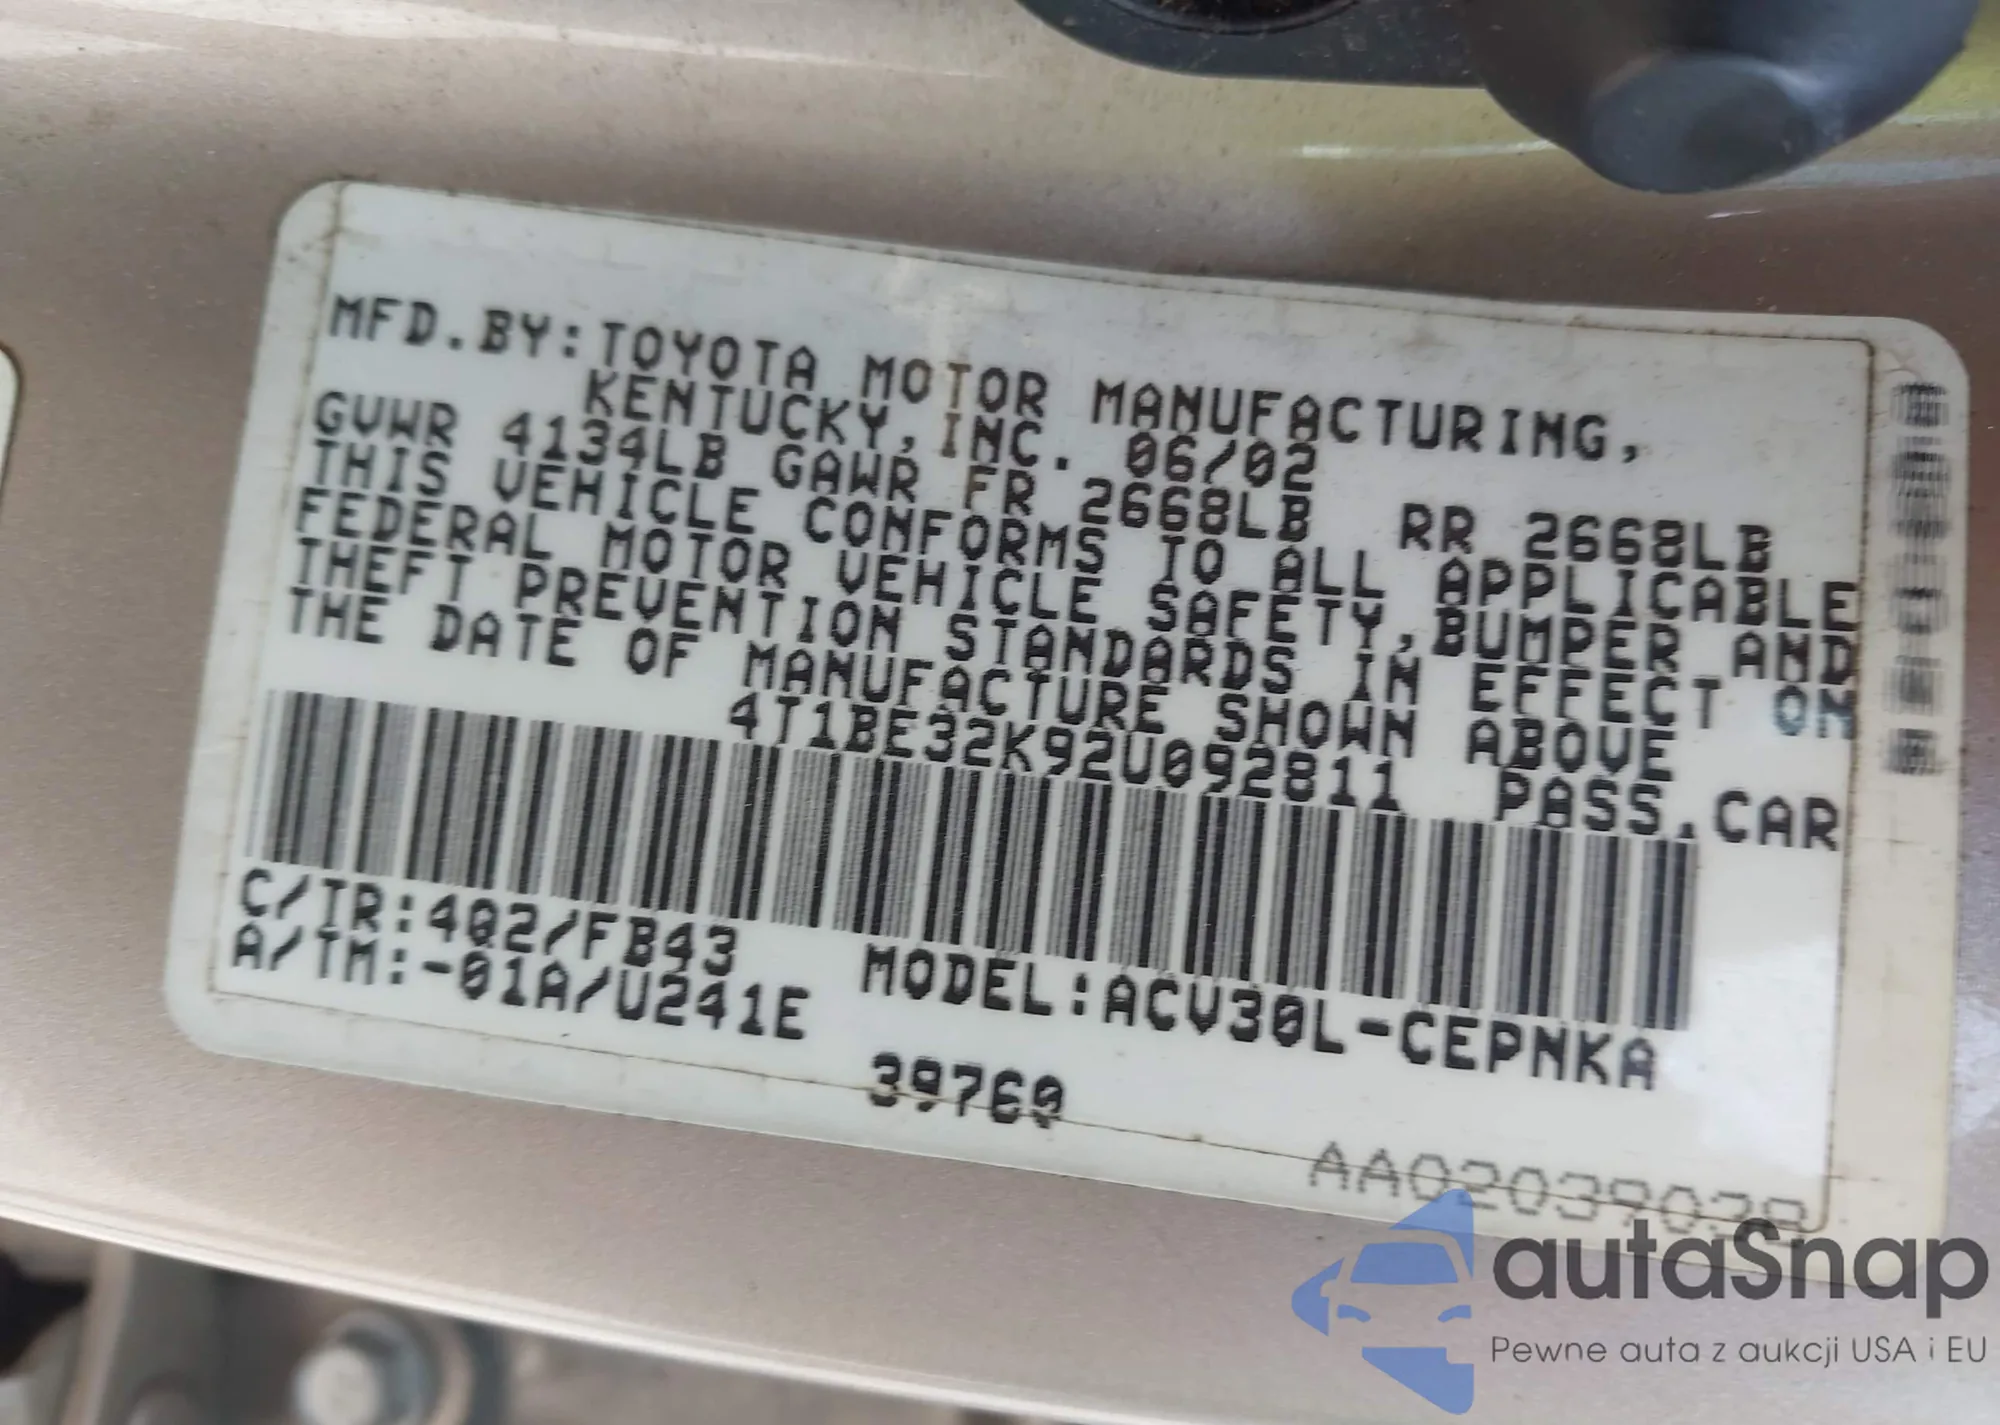 MFD.BY:TOYOTA MOTOR MANUFACTURING,
KENTUCKY,INC. 06/02
GVWR 4134LB GAWR FR 2668LB RR 2668LB
THIS VEHICLE CONFORMS TO ALL APPLICABLE
FEDERAL MOTOR VEHICLE SAFETY,BUMPER AND
THEFT PREVENTION STANDARDS IN EFFECT ON
THE DATE OF MANUFACTURE SHOWN ABOVE
4T1BE32K92U092811 PASS.CAR
C/TR:402/FB43 MODEL:ACV30L-CEPNKA
A/TM:-01A/U241E
39760
AA02039038
autaSnap
Pewne auta z aukcji USA i EU